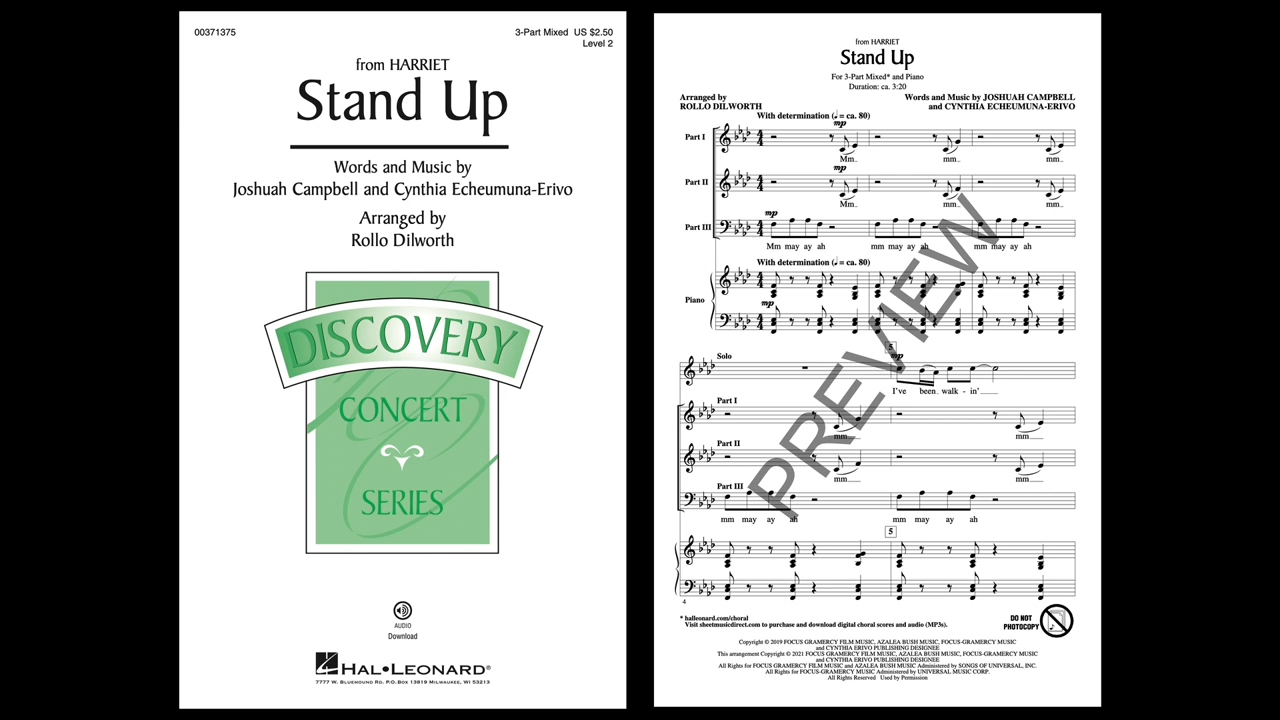 00371375
3-Part Mixed US $2.50
Level 2
from HARRIET
Stand Up
Words and Music by
Joshuah Campbell and Cynthia Echeumuna-Erivo
Arranged by
Rollo Dilworth
DISCOVERY
CONCERT
SERIES
AUDIO
Download
HAL•LEONARD®
7777 W. Bluemound Rd. P.O. Box 13819 Milwaukee, WI 53213
from HARRIET
Stand Up
For 3-Part Mixed* and Piano
Duration: ca. 3:20
Arranged by
ROLLO DILWORTH
Words and Music by JOSHUAH CAMPBELL
and CYNTHIA ECHEUMUNA-ERIVO
With determination (♩ = ca. 80)
mp
Part I
Mm mm mm
mp
Part II
Mm mm mm
mp
Part III
Mm may ay ah mm may ay ah mm may ay ah
With determination (♩ = ca. 80)
Piano
mp
PREVIEW
5
Solo
mp
I've been walk - in'
Part I
mm mm
Part II
mm mm
Part III
mm may ay ah mm may ay ah
5
4
* halleonard.com/choral
Visit sheetmusicdirect.com to purchase and download digital choral scores and audio (MP3s).
DO NOT
PHOTOCOPY
Copyright © 2019 FOCUS GRAMERCY FILM MUSIC, AZALEA BUSH MUSIC, FOCUS-GRAMERCY MUSIC
and CYNTHIA ERIVO PUBLISHING DESIGNEE
This arrangement Copyright © 2021 FOCUS GRAMERCY FILM MUSIC, AZALEA BUSH MUSIC, FOCUS-GRAMERCY MUSIC
and CYNTHIA ERIVO PUBLISHING DESIGNEE
All Rights for FOCUS GRAMERCY FILM MUSIC and AZALEA BUSH MUSIC Administered by SONGS OF UNIVERSAL, INC.
All Rights for FOCUS-GRAMERCY MUSIC Administered by UNIVERSAL MUSIC CORP.
All Rights Reserved Used by Permission